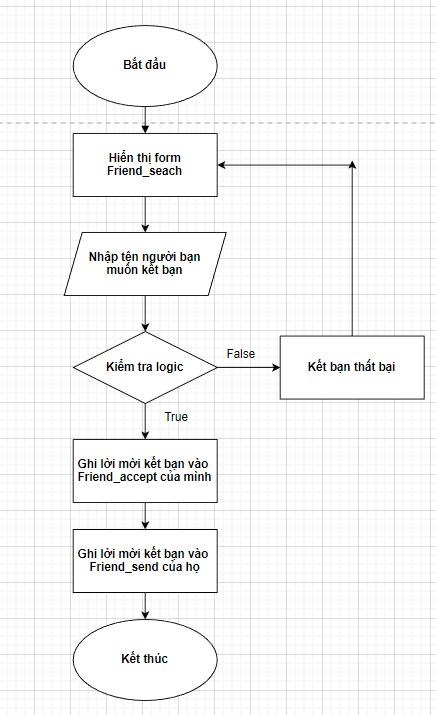 Bắt đầu
Hiển thị form
Friend_seach
Nhập tên người bạn
muốn kết bạn
Kiểm tra logic
False
Kết bạn thất bại
True
Ghi lời mời kết bạn vào
Friend_accept của mình
Ghi lời mời kết bạn vào
Friend_send của họ
Kết thúc